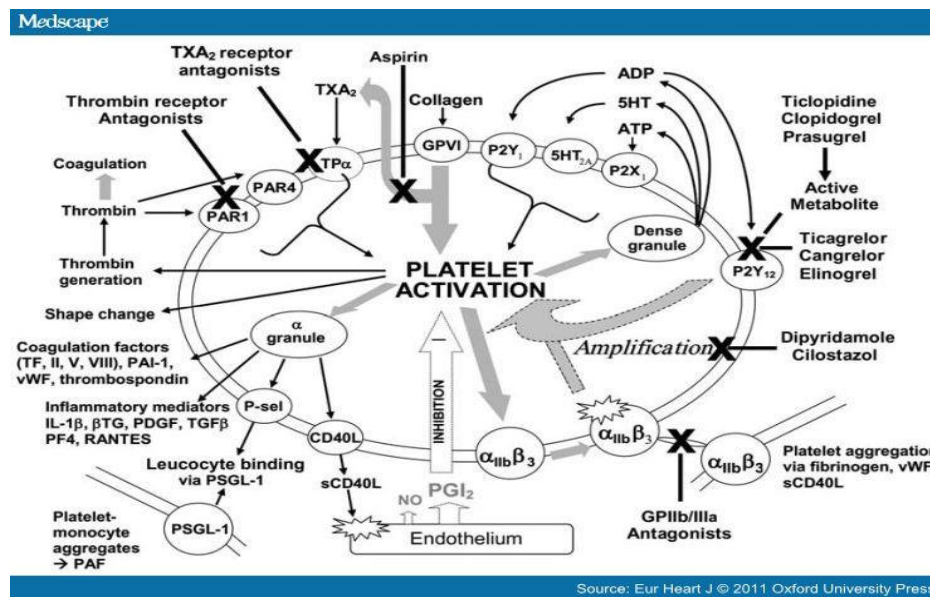 Medscape
TXA₂ receptor
antagonists
Aspirin
TXA₂
Collagen
ADP
5HT
ATP
Ticlopidine
Clopidogrel
Prasugrel
Thrombin receptor
Antagonists
Coagulation
Thrombin
PAR1
PAR4
TPα
GPVI
P2Y₁
5HT₂A
P2X₁
Active
Metabolite
Dense
granule
P2Y₁₂
Ticagrelor
Cangrelor
Elinogrel
Thrombin
generation
PLATELET
ACTIVATION
Shape change
α
granule
Amplification
Dipyridamole
Cilostazol
Coagulation factors
(TF, II, V, VIII), PAI-1,
vWF, thrombospondin
Inflammatory mediators
IL-1β, βTG, PDGF, TGFβ
PF4, RANTES
P-sel
CD40L
INHIBITION
–
αIIbβ3
αIIbβ3
αIIbβ3
Platelet aggregation
via fibrinogen, vWF
sCD40L
Leucocyte binding
via PSGL-1
sCD40L
NO
PGI₂
Endothelium
GPIIb/IIIa
Antagonists
Platelet-
monocyte
aggregates
→ PAF
PSGL-1
Source: Eur Heart J © 2011 Oxford University Press